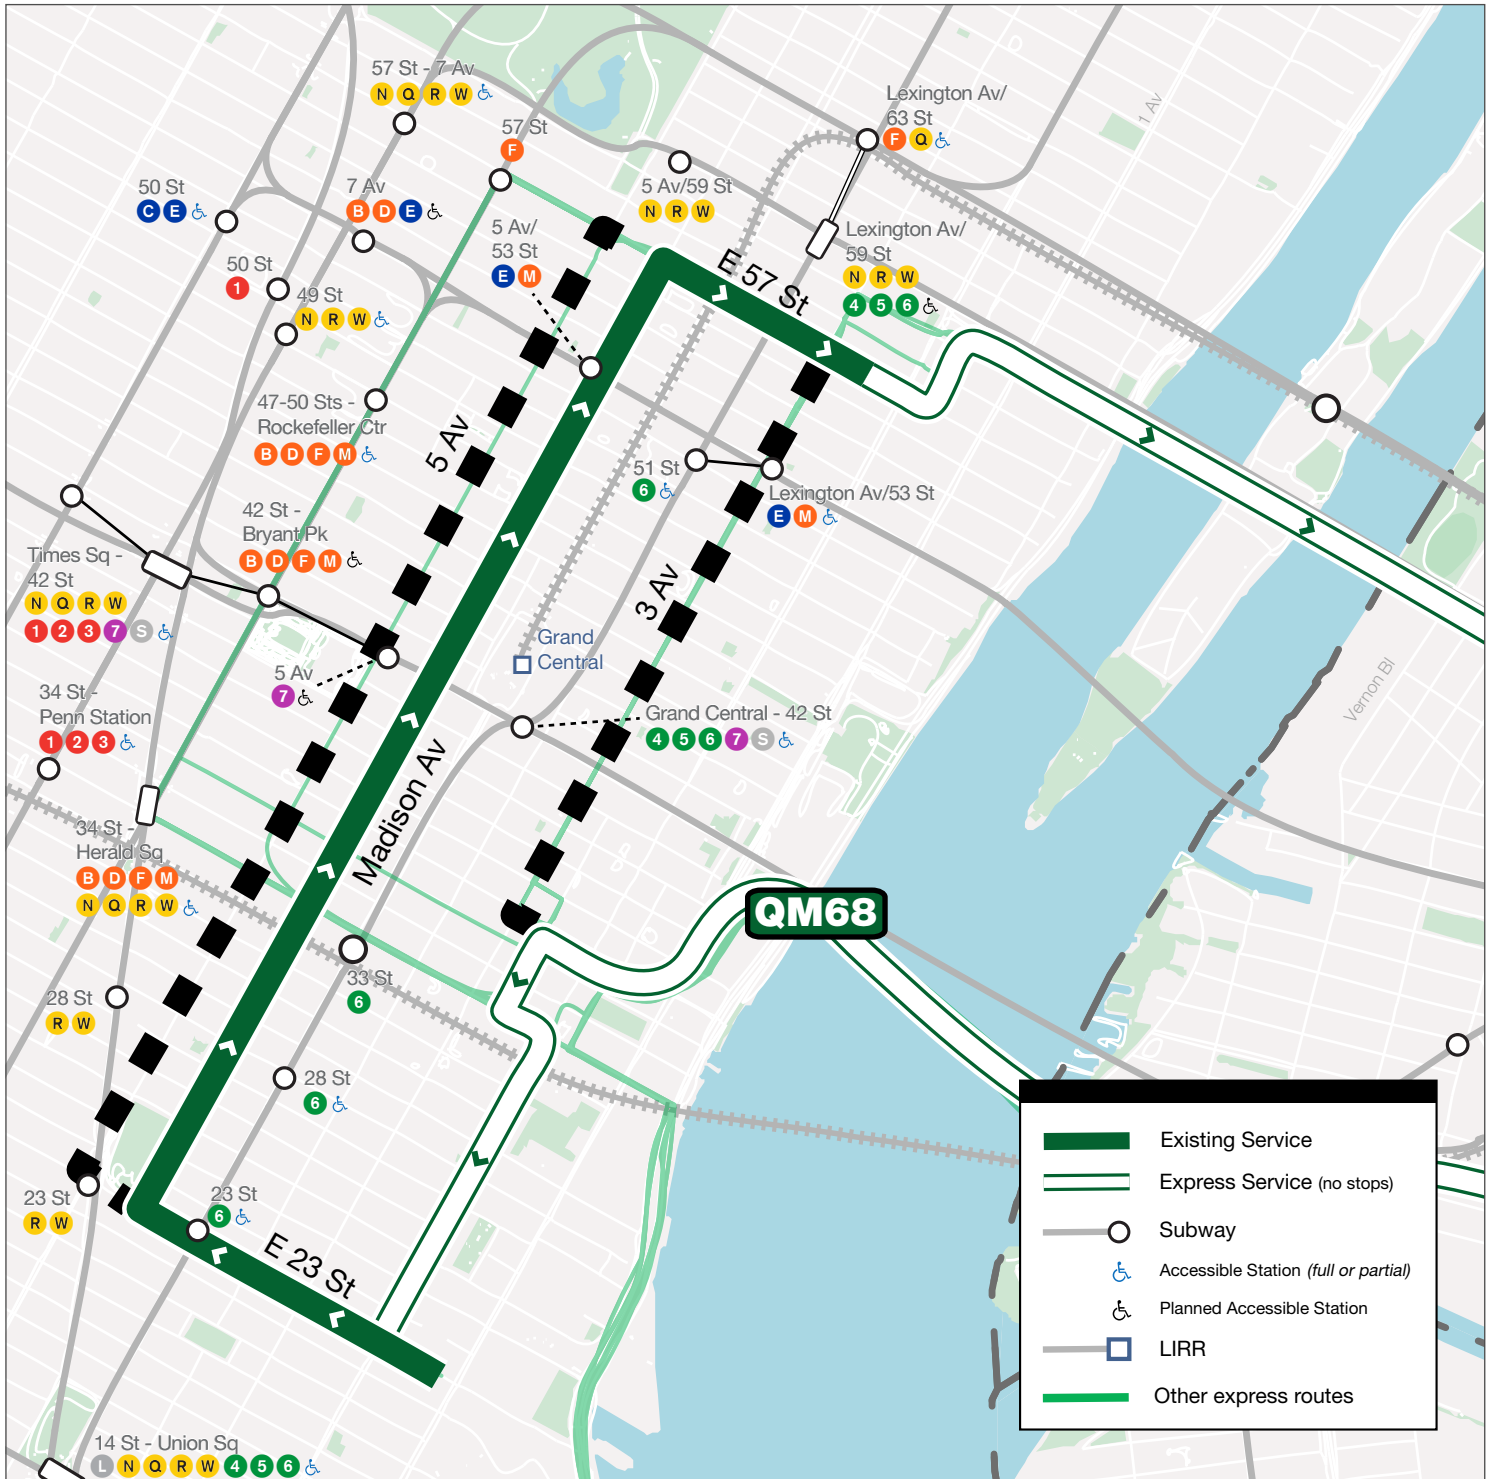 57 St - 7 Av
N Q R W
57 St
F
Lexington Av/
63 St
F Q
1 Av
50 St
C E
7 Av
B D E
5 Av/
53 St
E M
5 Av/59 St
N R W
Lexington Av/
59 St
N R W
4 5 6
E 57 St
50 St
1
49 St
N R W
47-50 Sts -
Rockefeller Ctr
B D F M
5 Av
51 St
6
Lexington Av/53 St
E M
42 St -
Bryant Pk
B D F M
Times Sq -
42 St
N Q R W
1 2 3 7 S
3 Av
Grand
Central
5 Av
7
34 St -
Penn Station
1 2 3
Grand Central - 42 St
4 5 6 7 S
Vernon Bl
Madison Av
34 St -
Herald Sq
B D F M
N Q R W
QM68
33 St
6
28 St
R W
28 St
6
23 St
R W
23 St
6
E 23 St
14 St - Union Sq
L N Q R W 4 5 6
Existing Service
Express Service (no stops)
Subway
Accessible Station (full or partial)
Planned Accessible Station
LIRR
Other express routes